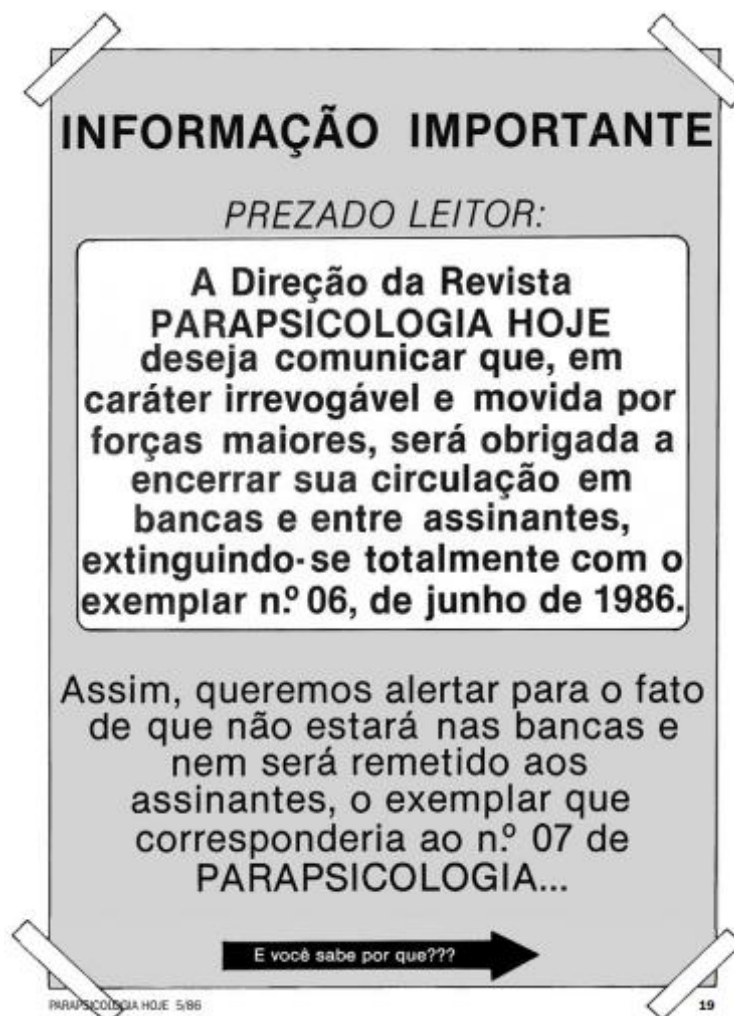 INFORMAÇÃO IMPORTANTE
PREZADO LEITOR:
A Direção da Revista
PARAPSICOLOGIA HOJE
deseja comunicar que, em
caráter irrevogável e movida por
forças maiores, será obrigada a
encerrar sua circulação em
bancas e entre assinantes,
extinguindo-se totalmente com o
exemplar n.º 06, de junho de 1986.
Assim, queremos alertar para o fato
de que não estará nas bancas e
nem será remetido aos
assinantes, o exemplar que
corresponderia ao n.º 07 de
PARAPSICOLOGIA...
E você sabe por que???
PARAPSICOLOGIA HOJE 5/86
19